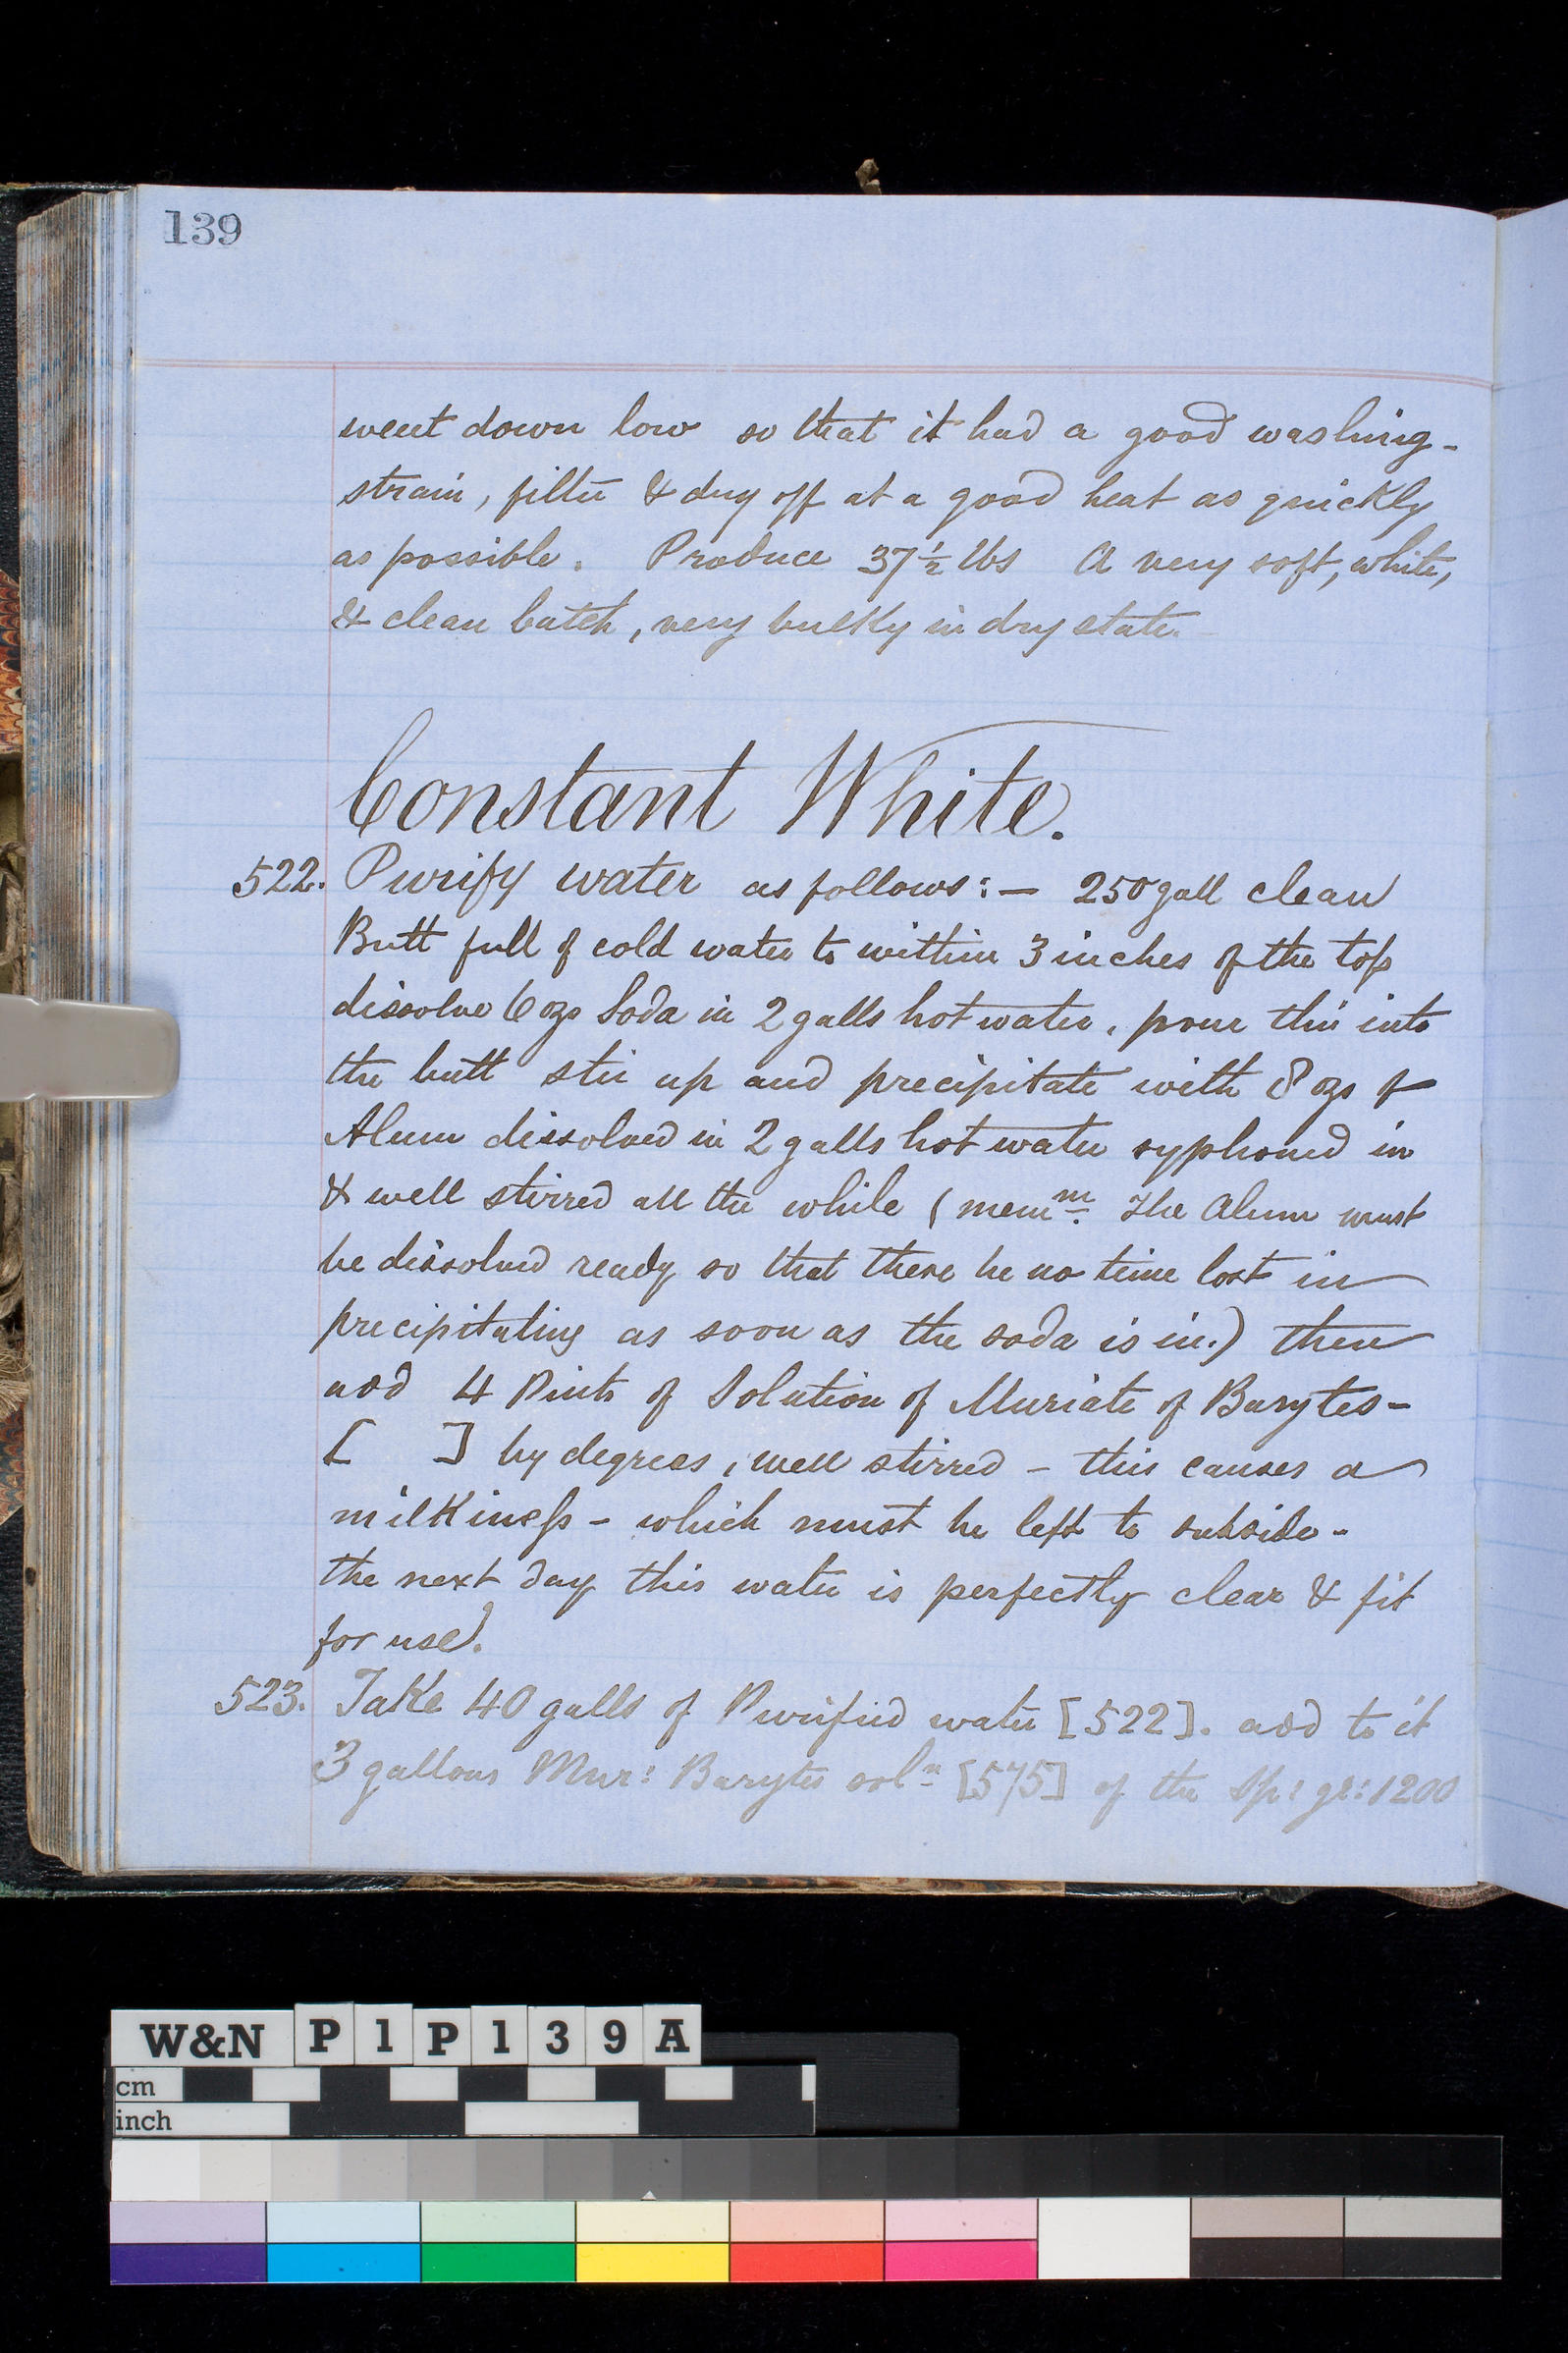 139
went down low so that it had a good washing-
strain, filter & dry off at a good heat as quickly
as possible. Produce 37½ lbs A very soft, white,
& clean batch, very bulky in dry state.
Constant White.
522. Purify water as follows:— 250 gall clean
Butt full of cold water to within 3 inches of the top
dissolve 6 ozs Soda in 2 galls hot water, pour this into
the butt stir up and precipitate with 8 ozs of
Alum dissolved in 2 galls hot water syphoned in
& well stirred all the while (mem^m. The Alum must
be dissolved ready so that there be no time lost in
precipitating as soon as the soda is in.) then
add 4 Pints of Solution of Muriate of Barytes-
[ ] by degrees, well stirred - this causes a
milkiness - which must be left to subside-
the next day this water is perfectly clear & fit
for use.
523. Take 40 galls of Purified water [522]. add to it
3 gallons Mur: Barytes sol^n [575] of the Sp: gr: 1200
W&N P1P139A
cm
inch